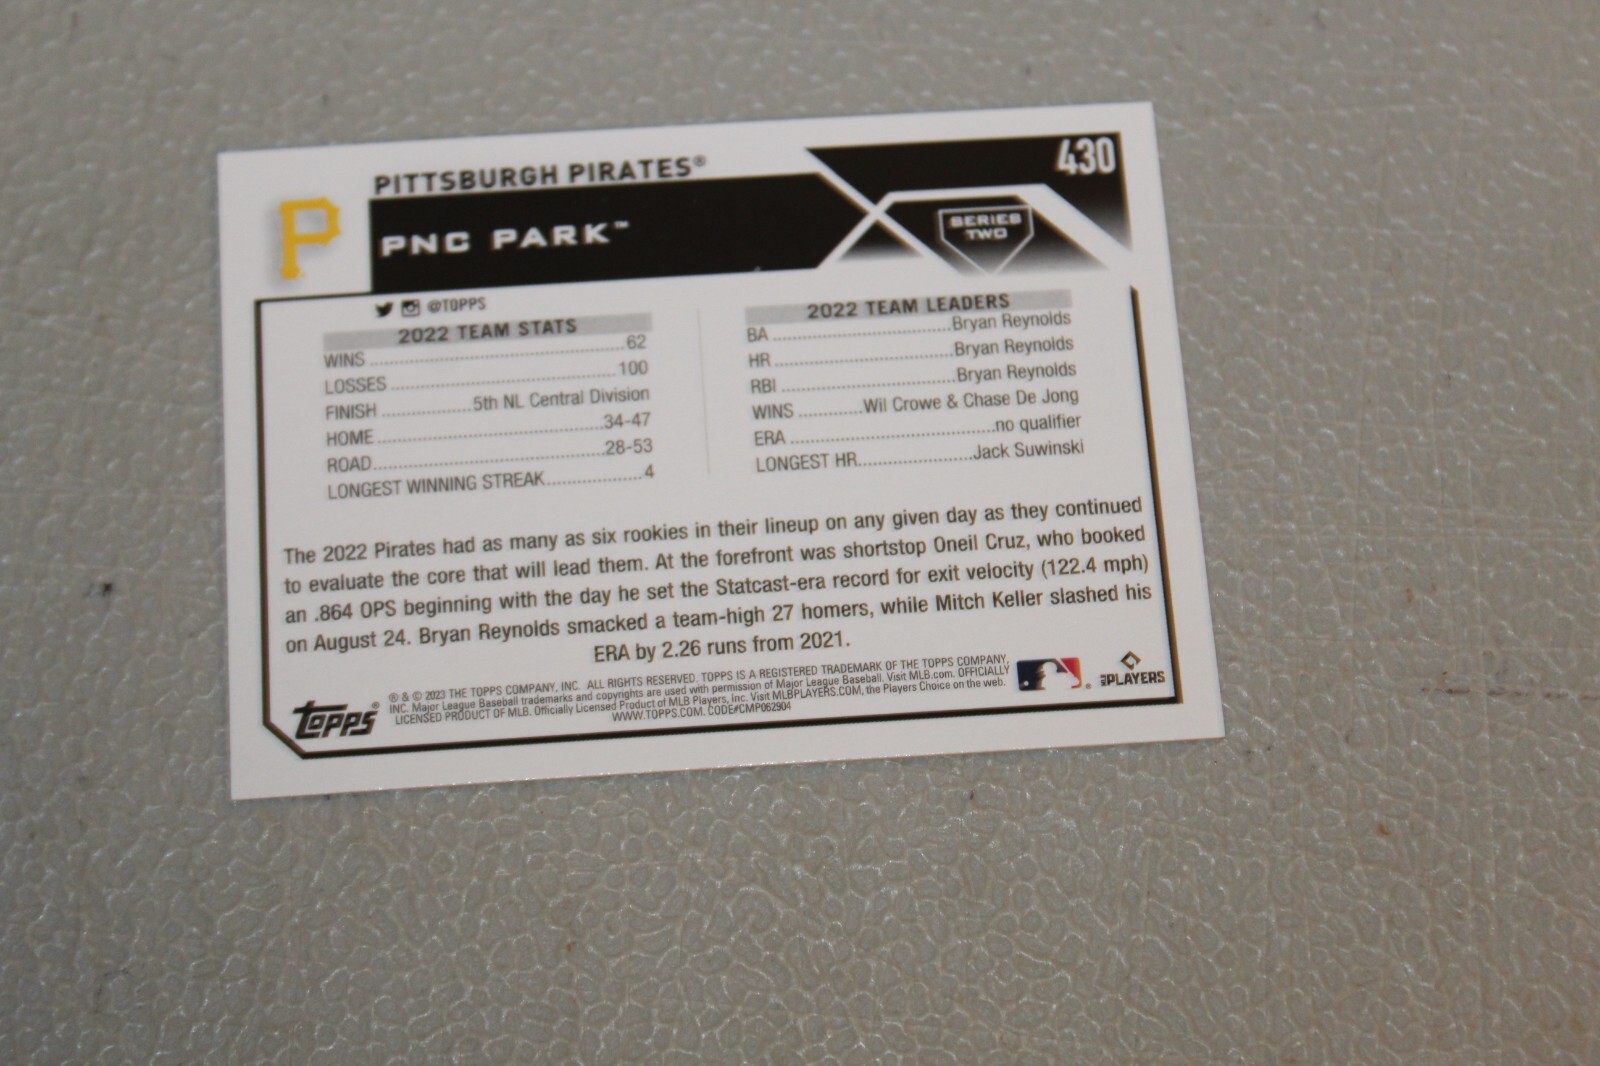 PITTSBURGH PIRATES®
430
P
PNC PARK™
SERIES
TWO
@TOPPS
2022 TEAM STATS
WINS ........ 62
LOSSES ........ 100
FINISH ........ 5th NL Central Division
HOME ........ 34-47
ROAD ........ 28-53
LONGEST WINNING STREAK ........ 4
2022 TEAM LEADERS
BA ........ Bryan Reynolds
HR ........ Bryan Reynolds
RBI ........ Bryan Reynolds
WINS ........ Wil Crowe & Chase De Jong
ERA ........ no qualifier
LONGEST HR ........ Jack Suwinski
The 2022 Pirates had as many as six rookies in their lineup on any given day as they continued
to evaluate the core that will lead them. At the forefront was shortstop Oneil Cruz, who booked
an .864 OPS beginning with the day he set the Statcast-era record for exit velocity (122.4 mph)
on August 24. Bryan Reynolds smacked a team-high 27 homers, while Mitch Keller slashed his
ERA by 2.26 runs from 2021.
Topps®
® & © 2023 THE TOPPS COMPANY, INC. ALL RIGHTS RESERVED. TOPPS IS A REGISTERED TRADEMARK OF THE TOPPS COMPANY,
INC. Major League Baseball trademarks and copyrights are used with permission of Major League Baseball. Visit MLB.com. OFFICIALLY
LICENSED PRODUCT OF MLB. Officially Licensed Product of MLB Players, Inc. Visit MLBPLAYERS.COM, the Players Choice on the web.
WWW.TOPPS.COM. CODE#CMP062904
MLB PLAYERS